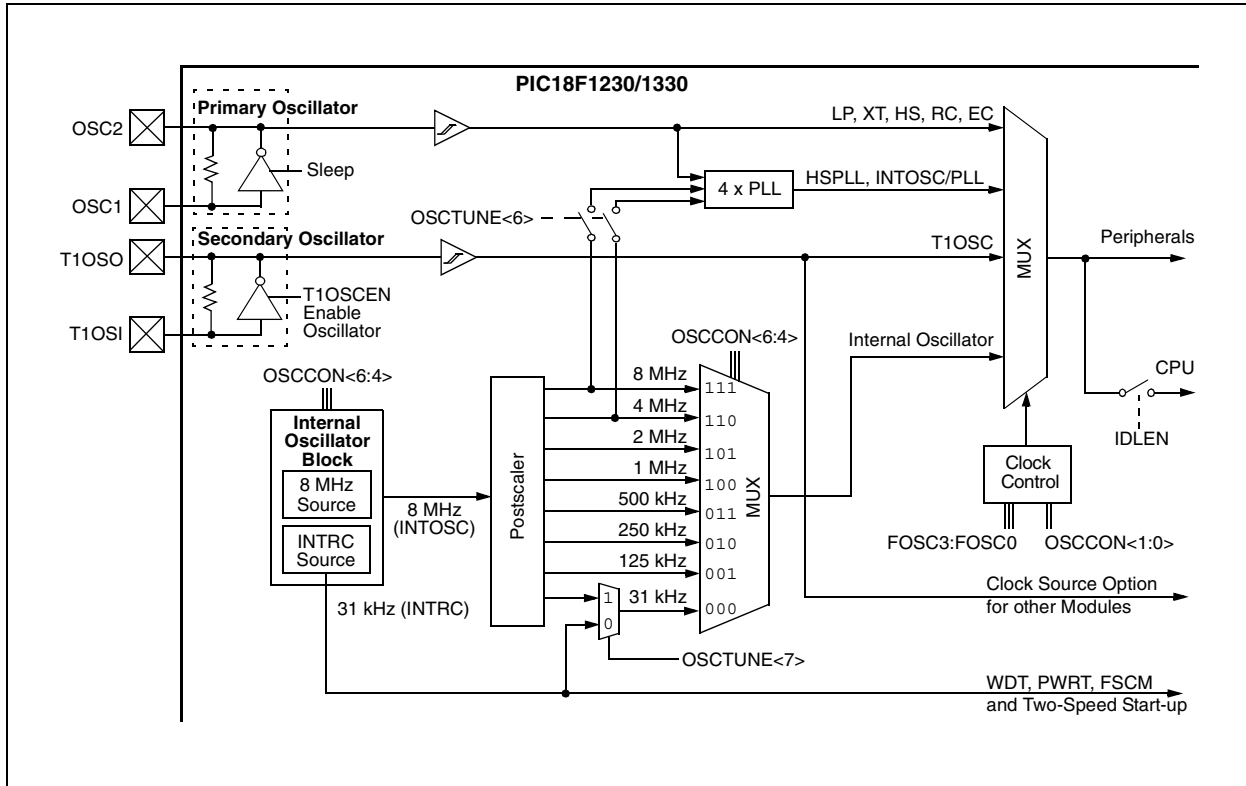 PIC18F1230/1330
Primary Oscillator
OSC2
LP, XT, HS, RC, EC
Sleep
4 x PLL
HSPLL, INTOSC/PLL
OSC1
OSCTUNE<6>
Secondary Oscillator
T1OSO
T1OSC
MUX
Peripherals
T1OSCEN
Enable
Oscillator
T1OSI
Internal Oscillator
OSCCON<6:4>
CPU
IDLEN
OSCCON<6:4>
Internal
Oscillator
Block
8 MHz
Source
INTRC
Source
8 MHz
(INTOSC)
31 kHz (INTRC)
Postscaler
8 MHz
111
4 MHz
110
2 MHz
101
1 MHz
100
500 kHz
011
250 kHz
010
125 kHz
001
1
0
31 kHz
000
MUX
OSCTUNE<7>
Clock
Control
FOSC3:FOSC0
OSCCON<1:0>
Clock Source Option
for other Modules
WDT, PWRT, FSCM
and Two-Speed Start-up